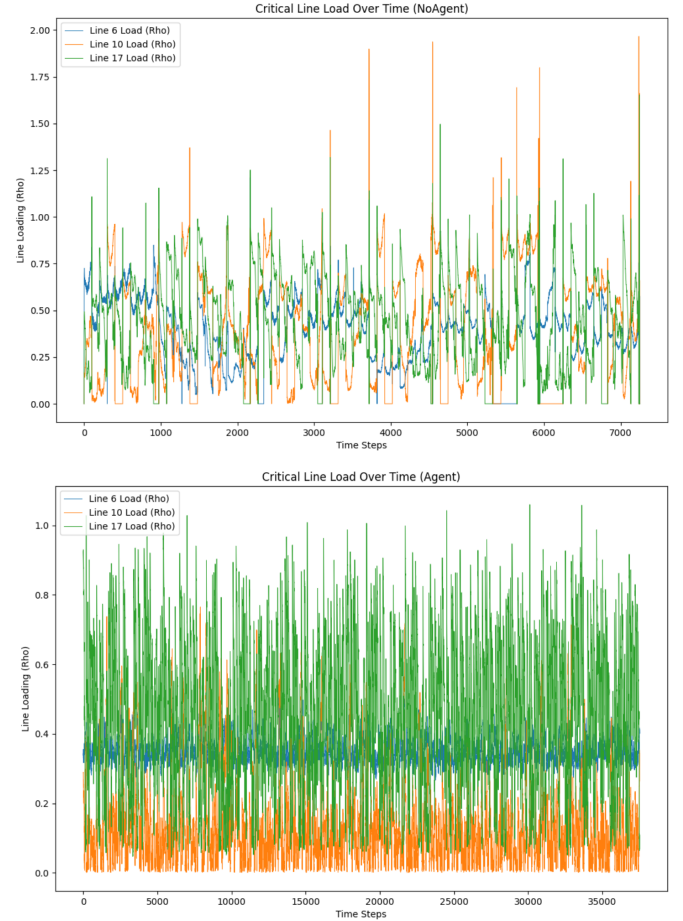 Critical Line Load Over Time (NoAgent)
2.00
1.75
1.50
1.25
1.00
0.75
0.50
0.25
0.00
Line Loading (Rho)
Line 6 Load (Rho)
Line 10 Load (Rho)
Line 17 Load (Rho)
0 1000 2000 3000 4000 5000 6000 7000
Time Steps
Critical Line Load Over Time (Agent)
1.0
0.8
0.6
0.4
0.2
0.0
Line Loading (Rho)
Line 6 Load (Rho)
Line 10 Load (Rho)
Line 17 Load (Rho)
0 5000 10000 15000 20000 25000 30000 35000
Time Steps